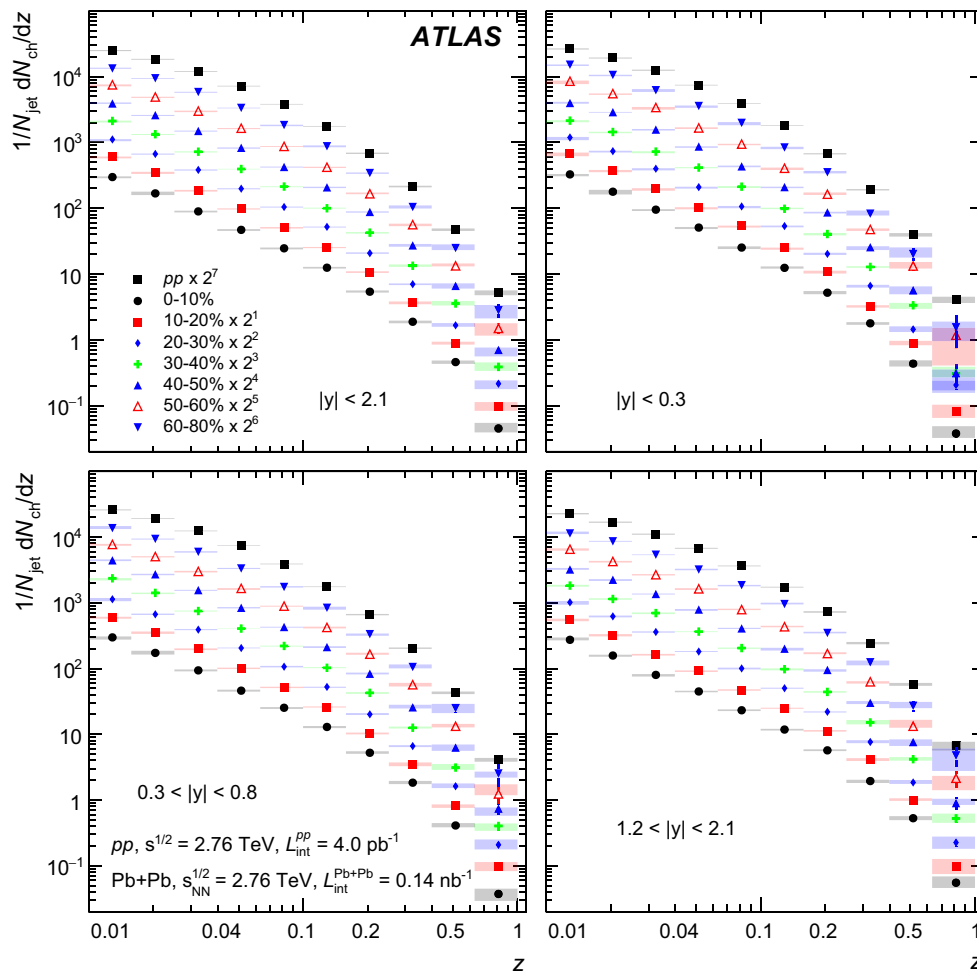 ATLAS
1/N_jet dN_ch/dz
10^4
10^3
10^2
10
1
10^−1
pp x 2^7
0-10%
10-20% x 2^1
20-30% x 2^2
30-40% x 2^3
40-50% x 2^4
50-60% x 2^5
60-80% x 2^6
|y| < 2.1
|y| < 0.3
1/N_jet dN_ch/dz
10^4
10^3
10^2
10
1
10^−1
0.3 < |y| < 0.8
pp, s^1/2 = 2.76 TeV, L_int^pp = 4.0 pb^-1
Pb+Pb, s_NN^1/2 = 2.76 TeV, L_int^Pb+Pb = 0.14 nb^-1
1.2 < |y| < 2.1
0.01 0.1 0.2 0.5 1
0.01 0.1 0.2 0.5 1
z
z